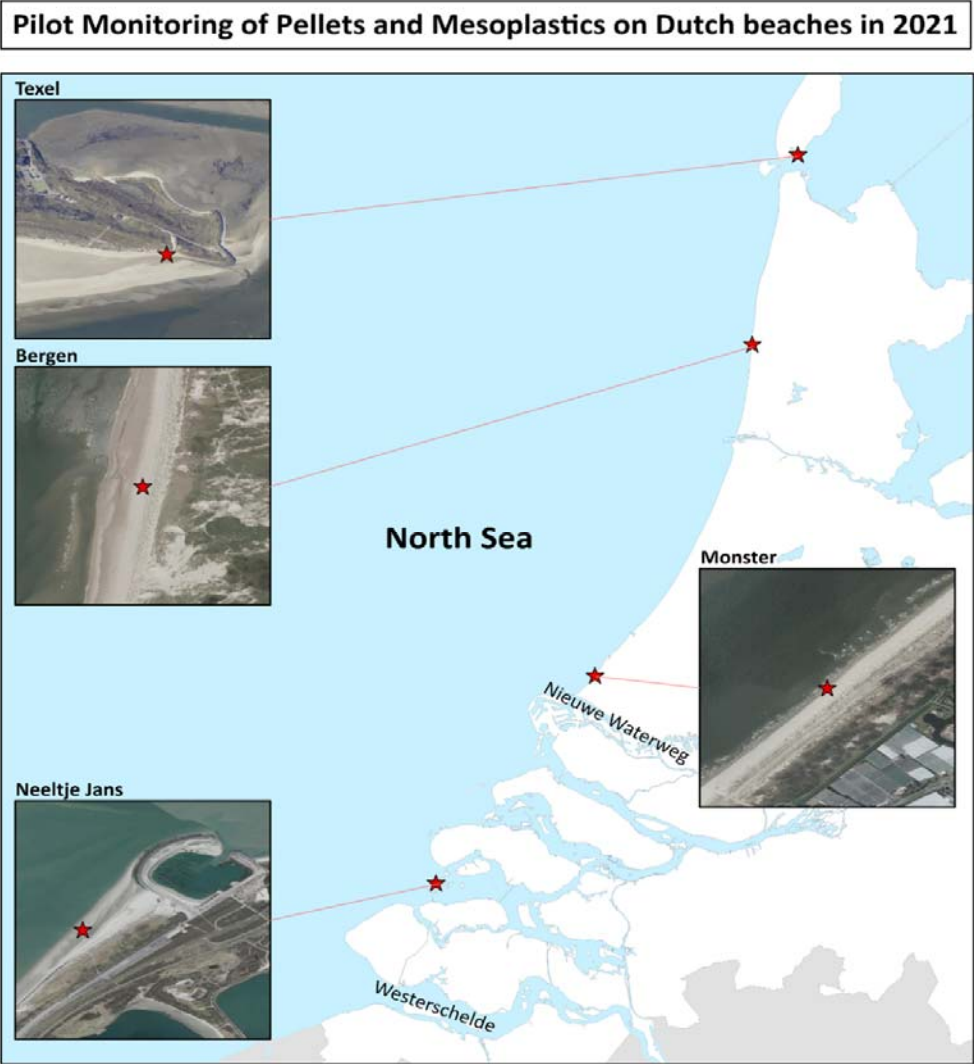 Pilot Monitoring of Pellets and Mesoplastics on Dutch beaches in 2021
Texel
Bergen
North Sea
Monster
Nieuwe Waterweg
Neeltje Jans
Westerschelde